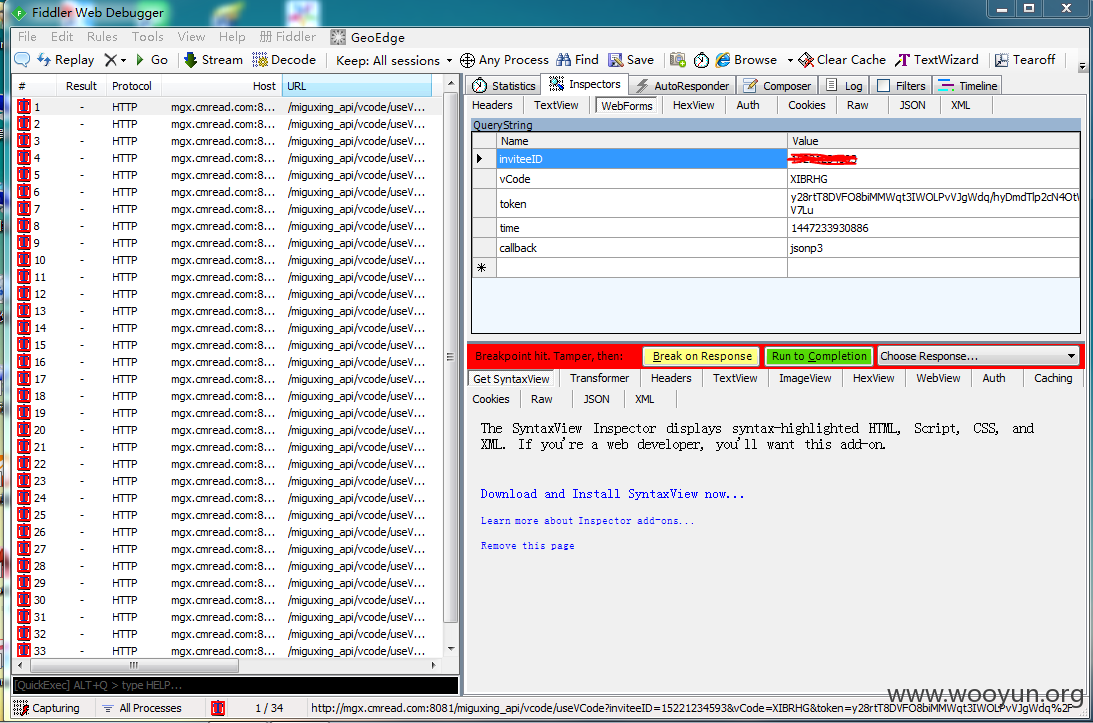 Fiddler Web Debugger
File Edit Rules Tools View Help 册 Fiddler GeoEdge
Replay Go Stream Decode Keep: All sessions Any Process Find Save Browse Clear Cache TextWizard Tearoff
# Result Protocol Host URL
1 - HTTP mgx.cmread.com:8... /miguxing_api/vcode/useV...
2 - HTTP mgx.cmread.com:8... /miguxing_api/vcode/useV...
3 - HTTP mgx.cmread.com:8... /miguxing_api/vcode/useV...
4 - HTTP mgx.cmread.com:8... /miguxing_api/vcode/useV...
5 - HTTP mgx.cmread.com:8... /miguxing_api/vcode/useV...
6 - HTTP mgx.cmread.com:8... /miguxing_api/vcode/useV...
7 - HTTP mgx.cmread.com:8... /miguxing_api/vcode/useV...
8 - HTTP mgx.cmread.com:8... /miguxing_api/vcode/useV...
9 - HTTP mgx.cmread.com:8... /miguxing_api/vcode/useV...
10 - HTTP mgx.cmread.com:8... /miguxing_api/vcode/useV...
11 - HTTP mgx.cmread.com:8... /miguxing_api/vcode/useV...
12 - HTTP mgx.cmread.com:8... /miguxing_api/vcode/useV...
13 - HTTP mgx.cmread.com:8... /miguxing_api/vcode/useV...
14 - HTTP mgx.cmread.com:8... /miguxing_api/vcode/useV...
15 - HTTP mgx.cmread.com:8... /miguxing_api/vcode/useV...
16 - HTTP mgx.cmread.com:8... /miguxing_api/vcode/useV...
17 - HTTP mgx.cmread.com:8... /miguxing_api/vcode/useV...
18 - HTTP mgx.cmread.com:8... /miguxing_api/vcode/useV...
19 - HTTP mgx.cmread.com:8... /miguxing_api/vcode/useV...
20 - HTTP mgx.cmread.com:8... /miguxing_api/vcode/useV...
21 - HTTP mgx.cmread.com:8... /miguxing_api/vcode/useV...
22 - HTTP mgx.cmread.com:8... /miguxing_api/vcode/useV...
23 - HTTP mgx.cmread.com:8... /miguxing_api/vcode/useV...
24 - HTTP mgx.cmread.com:8... /miguxing_api/vcode/useV...
25 - HTTP mgx.cmread.com:8... /miguxing_api/vcode/useV...
26 - HTTP mgx.cmread.com:8... /miguxing_api/vcode/useV...
27 - HTTP mgx.cmread.com:8... /miguxing_api/vcode/useV...
28 - HTTP mgx.cmread.com:8... /miguxing_api/vcode/useV...
29 - HTTP mgx.cmread.com:8... /miguxing_api/vcode/useV...
30 - HTTP mgx.cmread.com:8... /miguxing_api/vcode/useV...
31 - HTTP mgx.cmread.com:8... /miguxing_api/vcode/useV...
32 - HTTP mgx.cmread.com:8... /miguxing_api/vcode/useV...
33 - HTTP mgx.cmread.com:8... /miguxing_api/vcode/useV...
Statistics Inspectors AutoResponder Composer Log Filters Timeline
Headers TextView WebForms HexView Auth Cookies Raw JSON XML
QueryString
Name Value
inviteeID
vCode XIBRHG
token y28rtT8DVFO8biMMWqt3IWOLPvVJgWdq/hyDmdTlp2cN4Ot
V7Lu
time 1447233930886
callback jsonp3
Breakpoint hit. Tamper, then: Break on Response Run to Completion Choose Response...
Get SyntaxView Transformer Headers TextView ImageView HexView WebView Auth Caching
Cookies Raw JSON XML
The SyntaxView Inspector displays syntax-highlighted HTML, Script, CSS, and
XML. If you're a web developer, you'll want this add-on.
Download and Install SyntaxView now...
Learn more about Inspector add-ons...
Remove this page
[QuickExec] ALT+Q > type HELP...
www.wooyun.org
Capturing All Processes 1 / 34 http://mgx.cmread.com:8081/miguxing_api/vcode/useVCode?inviteeID=15221234593&vCode=XIBRHG&token=y28rtT8DVFO8biMMWqt3IWOLPvVJgWdq%2F